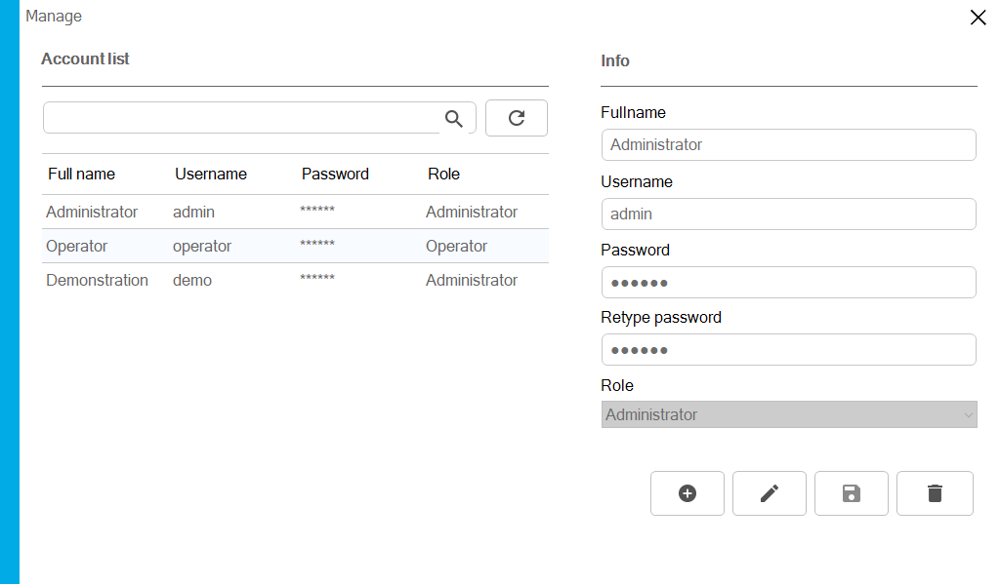 Manage
Account list
Full name Username Password Role
Administrator admin ****** Administrator
Operator operator ****** Operator
Demonstration demo ****** Administrator
Info
Fullname
Administrator
Username
admin
Password
●●●●●●
Retype password
●●●●●●
Role
Administrator